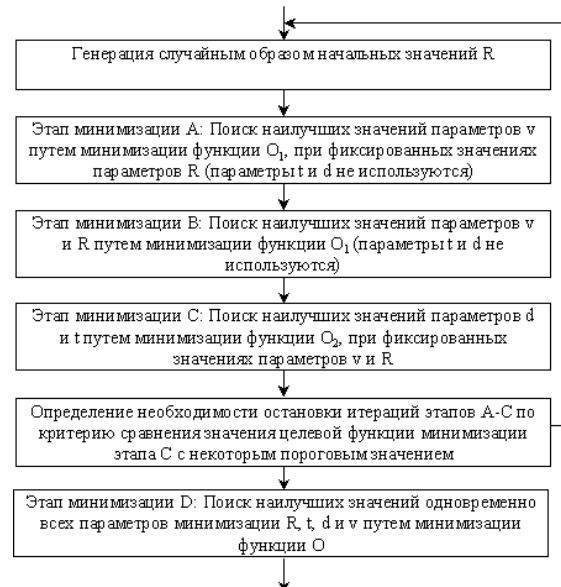 Генерация случайным образом начальных значений R
Этап минимизации A: Поиск наилучших значений параметров v
путем минимизации функции O₁, при фиксированных значениях
параметров R (параметры t и d не используются)
Этап минимизации B: Поиск наилучших значений параметров v
и R путем минимизации функции O₁ (параметры t и d не
используются)
Этап минимизации C: Поиск наилучших значений параметров d
и t путем минимизации функции O₂, при фиксированных
значениях параметров v и R
Определение необходимости остановки итераций этапов A-C по
критерию сравнения значения целевой функции минимизации
этапа C с некоторым пороговым значением
Этап минимизации D: Поиск наилучших значений одновременно
всех параметров минимизации R, t, d и v путем минимизации
функции O